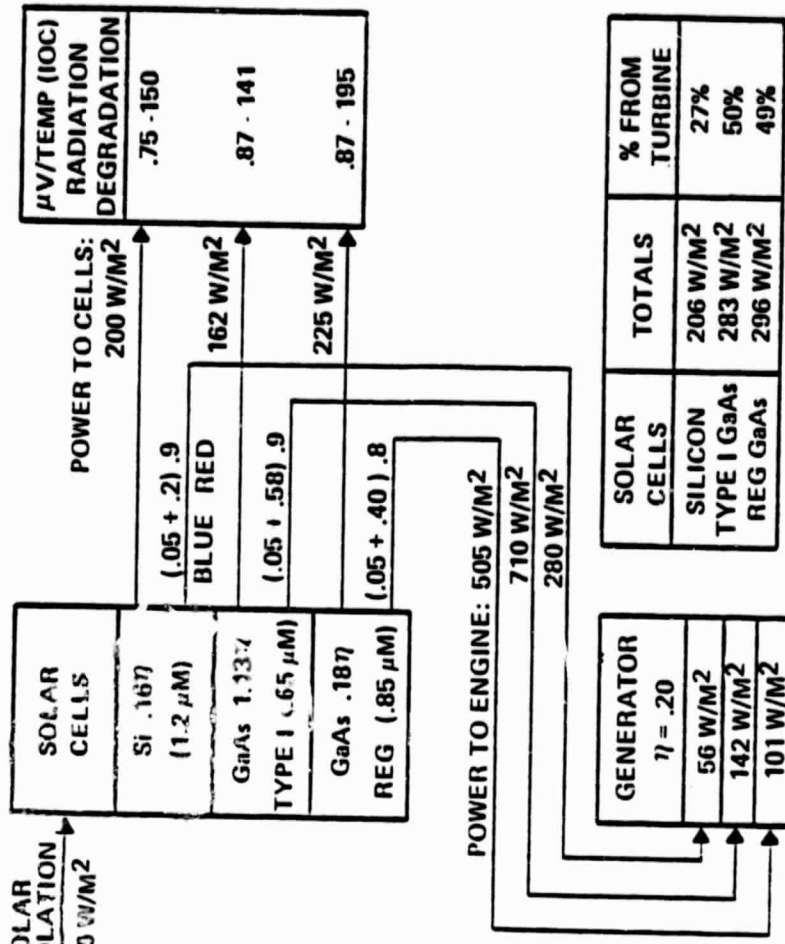 OLAR
OLATION
0 W/M²
SOLAR
CELLS
Si .16η
(1.2 µM)
GaAs
TYPE I (.65 µM)
GaAs .18η
REG (.85 µM)
POWER TO CELLS:
200 W/M²
(.05 + .2) .9
BLUE RED
162 W/M²
(.05 + .58) .9
225 W/M²
(.05 + .40) .8
µV/TEMP (IOC)
RADIATION
DEGRADATION
.75 -150
.87 - 141
.87 - 195
POWER TO ENGINE: 505 W/M²
710 W/M²
280 W/M²
GENERATOR
η = .20
56 W/M²
142 W/M²
101 W/M²
SOLAR
CELLS
TOTALS
% FROM
TURBINE
SILICON 206 W/M² 27%
TYPE I GaAs 283 W/M² 50%
REG GaAs 296 W/M² 49%